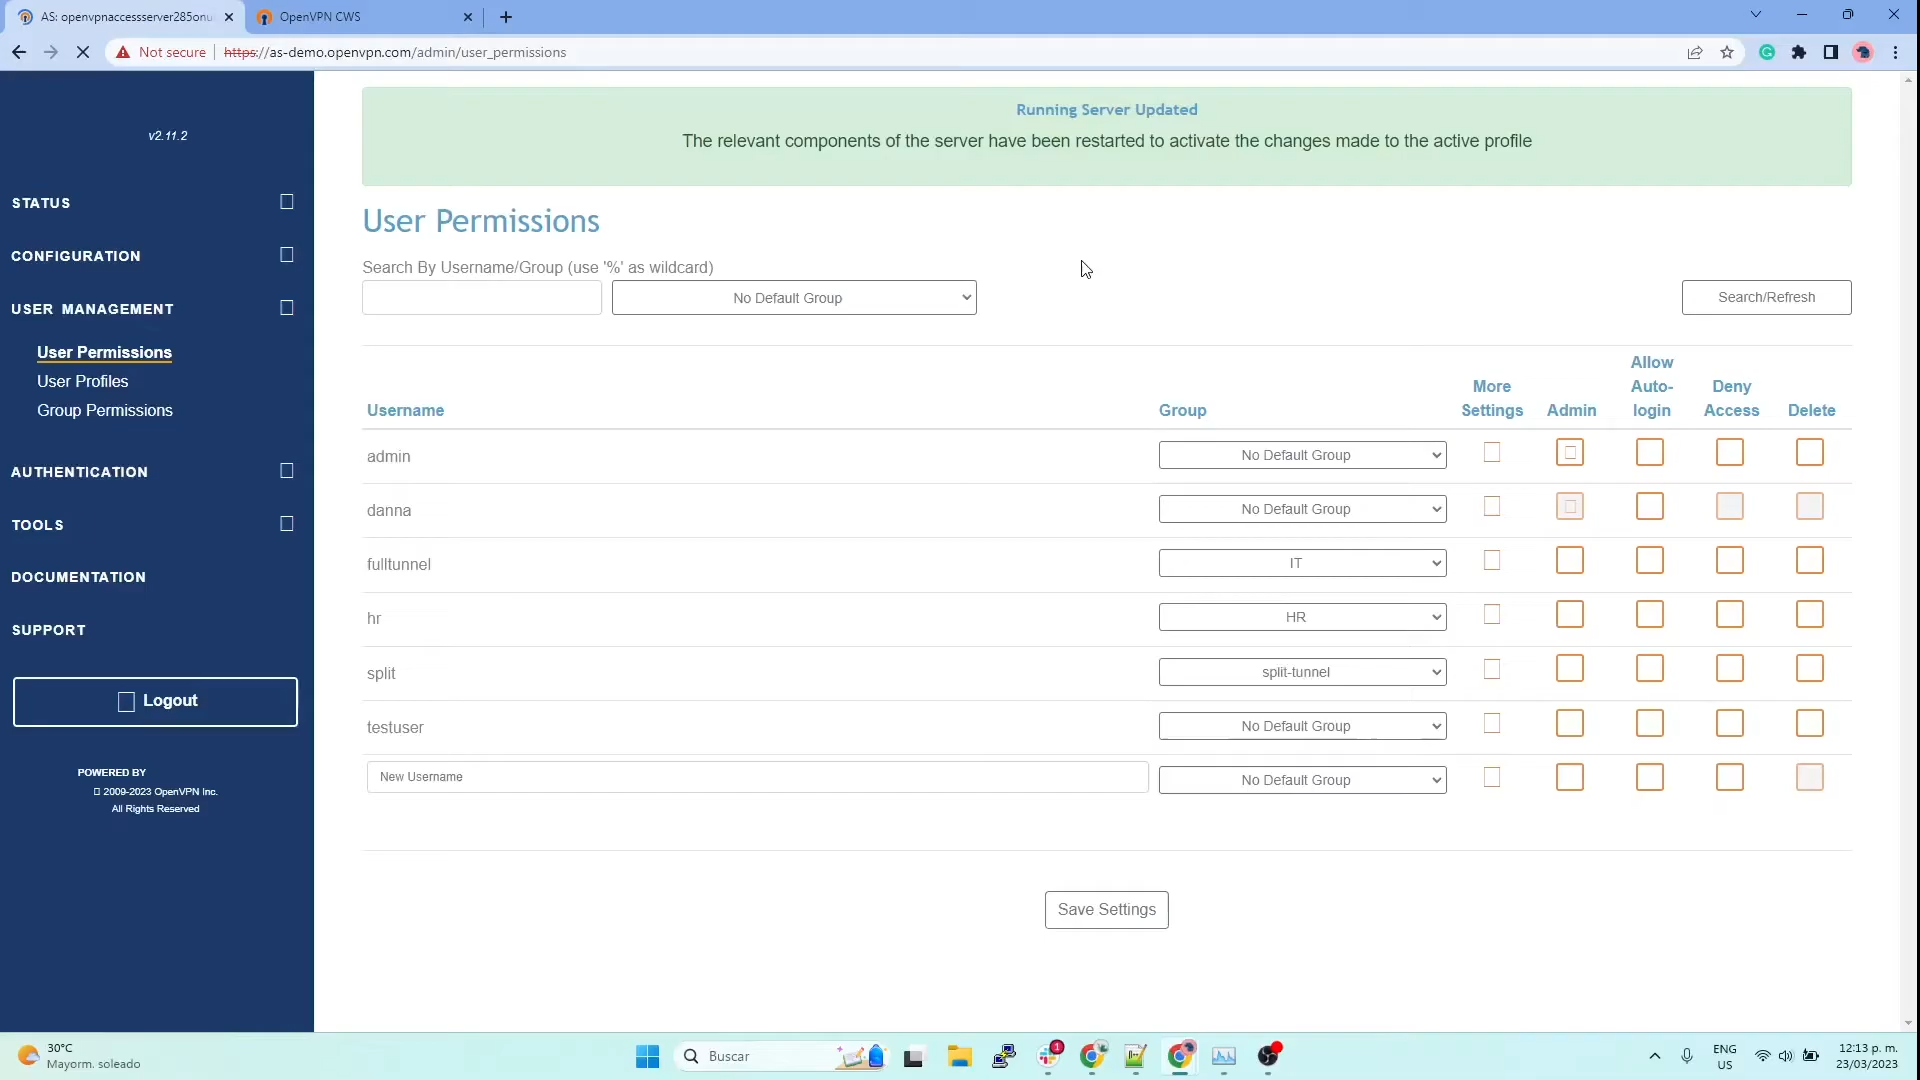 AS: openvpnaccessserver285onu
OpenVPN CWS
Not secure
https://as-demo.openvpn.com/admin/user_permissions
v2.11.2
STATUS
CONFIGURATION
USER MANAGEMENT
User Permissions
User Profiles
Group Permissions
AUTHENTICATION
TOOLS
DOCUMENTATION
SUPPORT
Logout
POWERED BY
2009-2023 OpenVPN Inc.
All Rights Reserved
Running Server Updated
The relevant components of the server have been restarted to activate the changes made to the active profile
User Permissions
Search By Username/Group (use '%' as wildcard)
No Default Group
Search/Refresh
Username Group More Settings Admin Allow Auto-login Deny Access Delete
admin No Default Group
danna No Default Group
fulltunnel IT
hr HR
split split-tunnel
testuser No Default Group
New Username No Default Group
Save Settings
30°C
Mayorm. soleado
Buscar
1
ENG
US
12:13 p. m.
23/03/2023